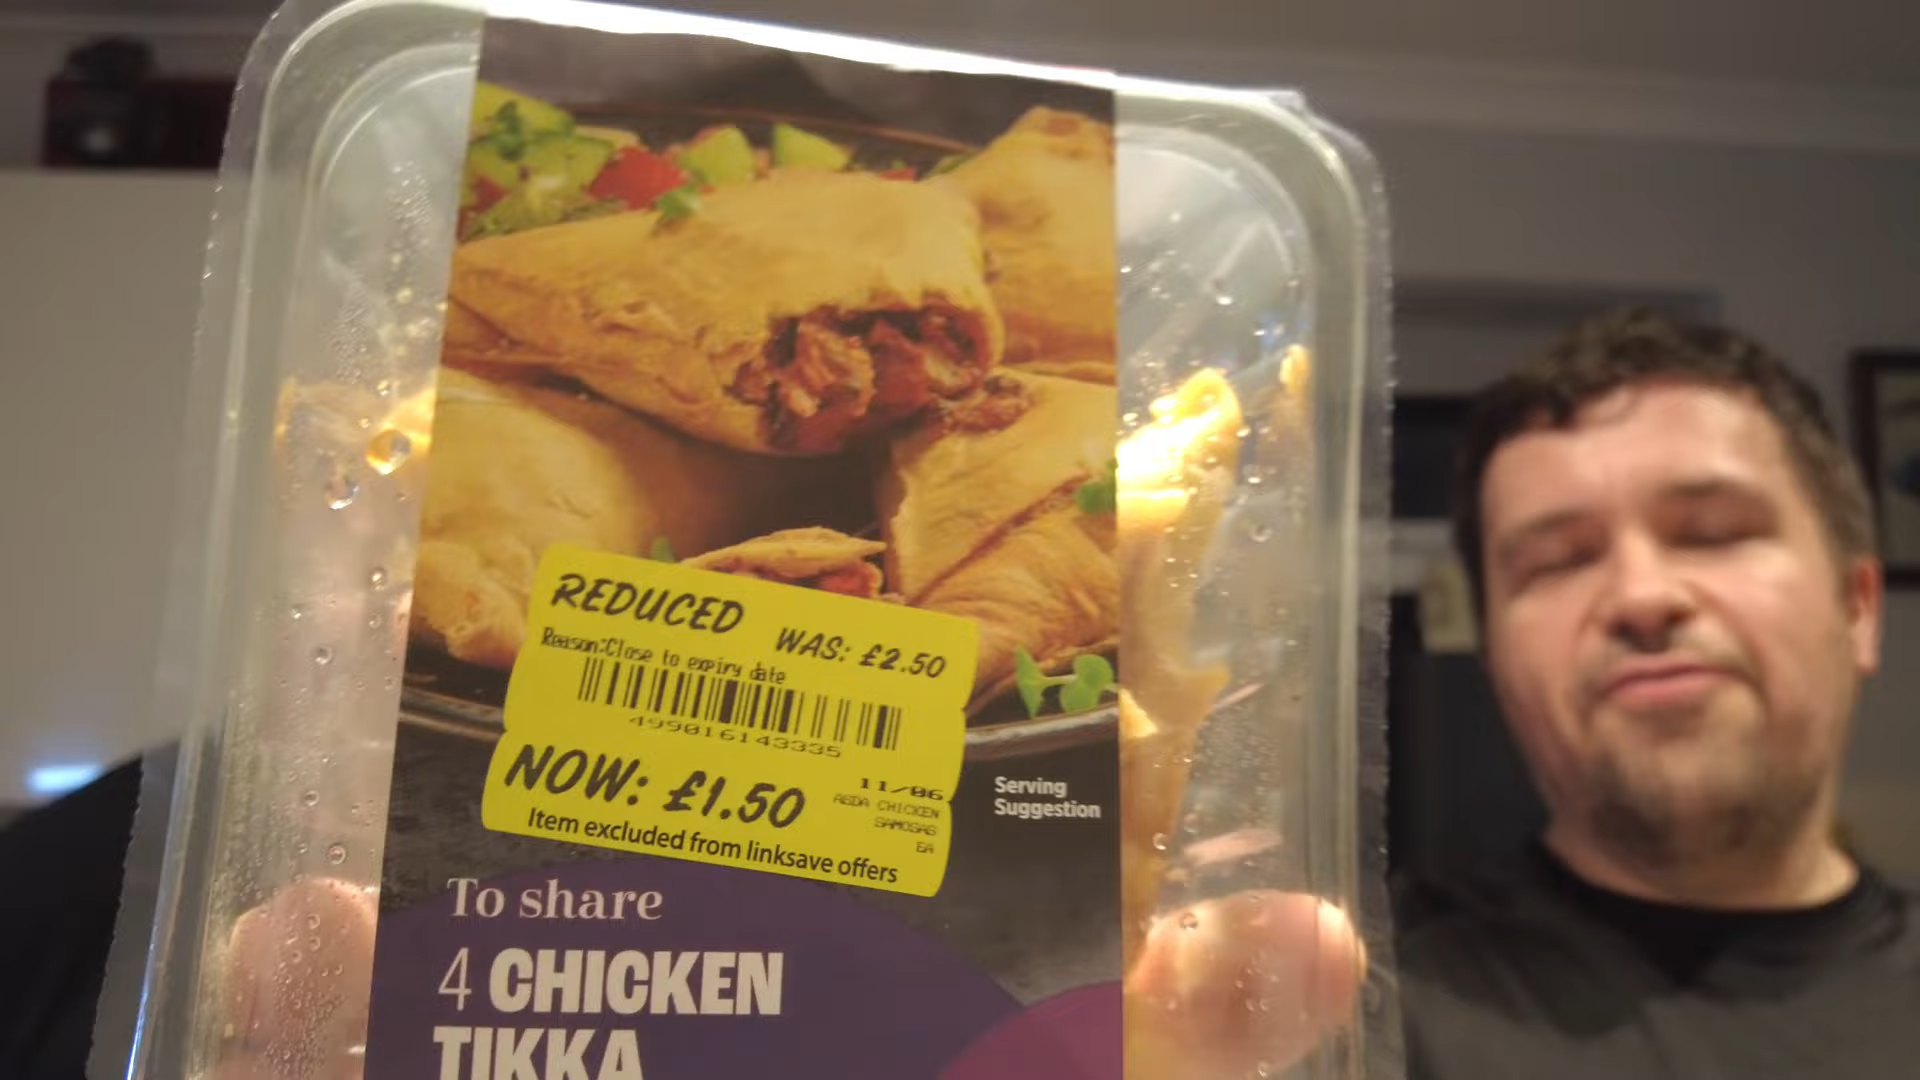 REDUCED
WAS: £2.50
Reason:Close to expiry date
499016143335
NOW: £1.50
11/06
ASDA CHICKEN
SAMOSAS
EA
Item excluded from linksave offers
Serving
Suggestion
To share
4 CHICKEN
TIKKA